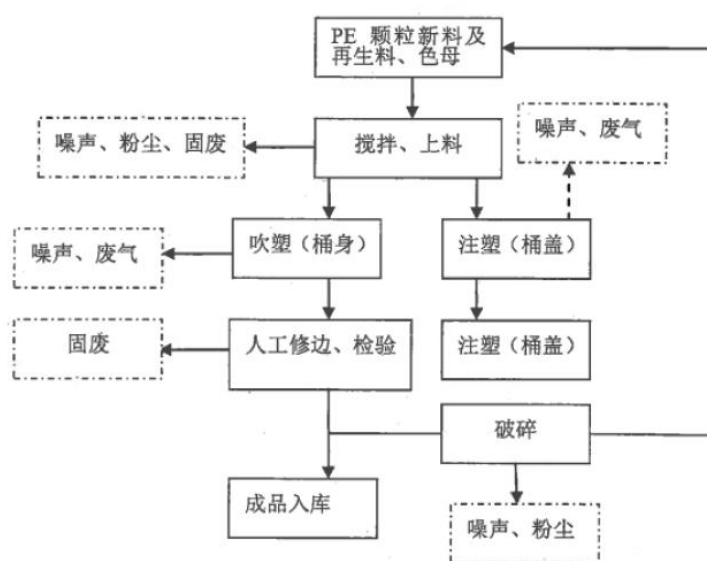 PE 颗粒新料及
再生料、色母
噪声、粉尘、固废
搅拌、上料
噪声、废气
噪声、废气
吹塑（桶身）
注塑（桶盖）
固废
人工修边、检验
注塑（桶盖）
破碎
成品入库
噪声、粉尘